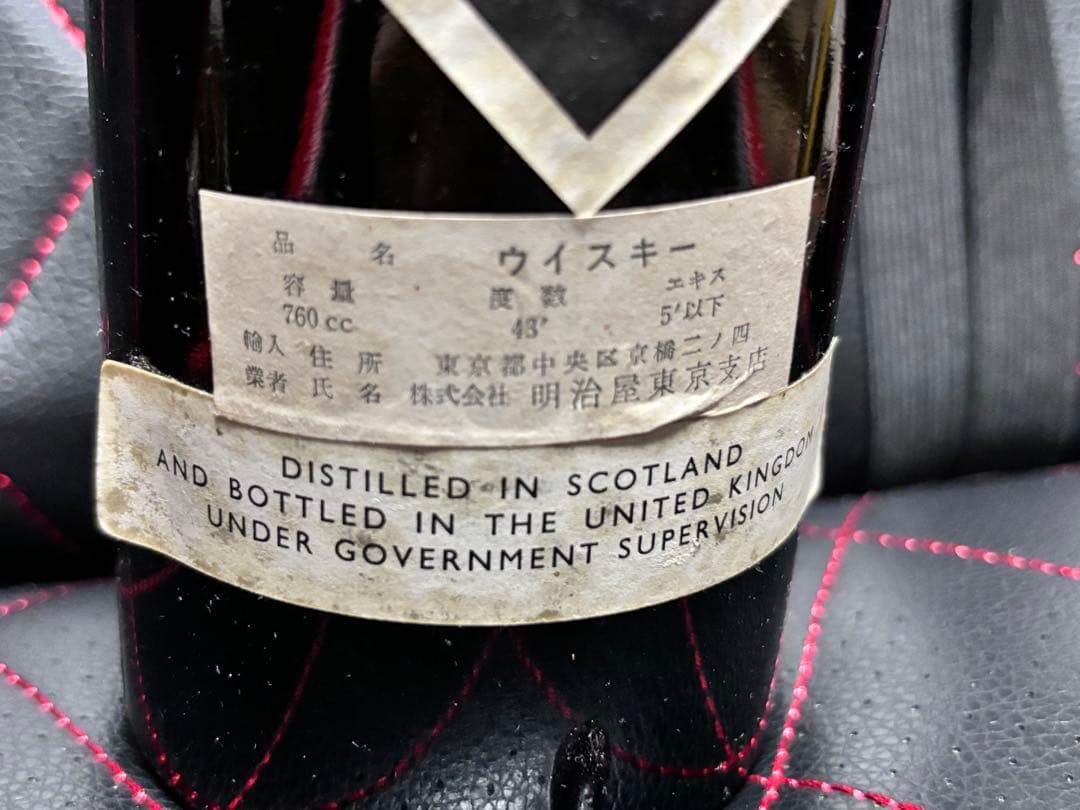 品名 ウイスキー
容量 度数 エキス
760cc 43° 5°以下
輸入 住所 東京都中央区京橋二ノ四
業者 氏名 株式会社 明治屋東京支店
DISTILLED IN SCOTLAND
AND BOTTLED IN THE UNITED KINGDOM
UNDER GOVERNMENT SUPERVISION